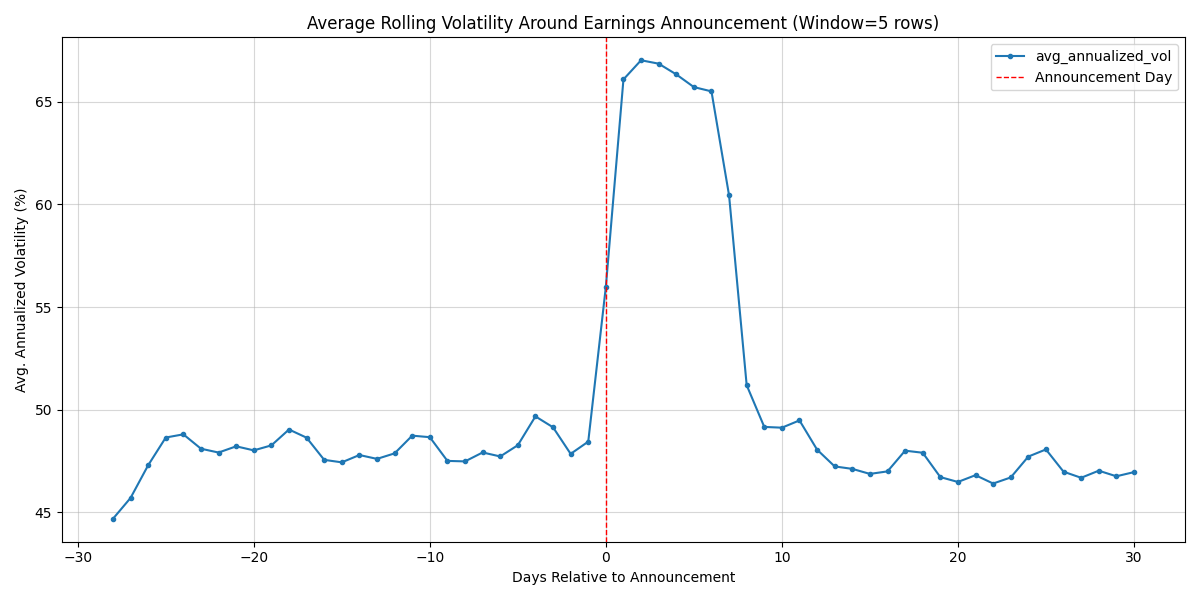 Average Rolling Volatility Around Earnings Announcement (Window=5 rows)
avg_annualized_vol
Announcement Day
Avg. Annualized Volatility (%)
65
60
55
50
45
−30
−20
−10
0
10
20
30
Days Relative to Announcement